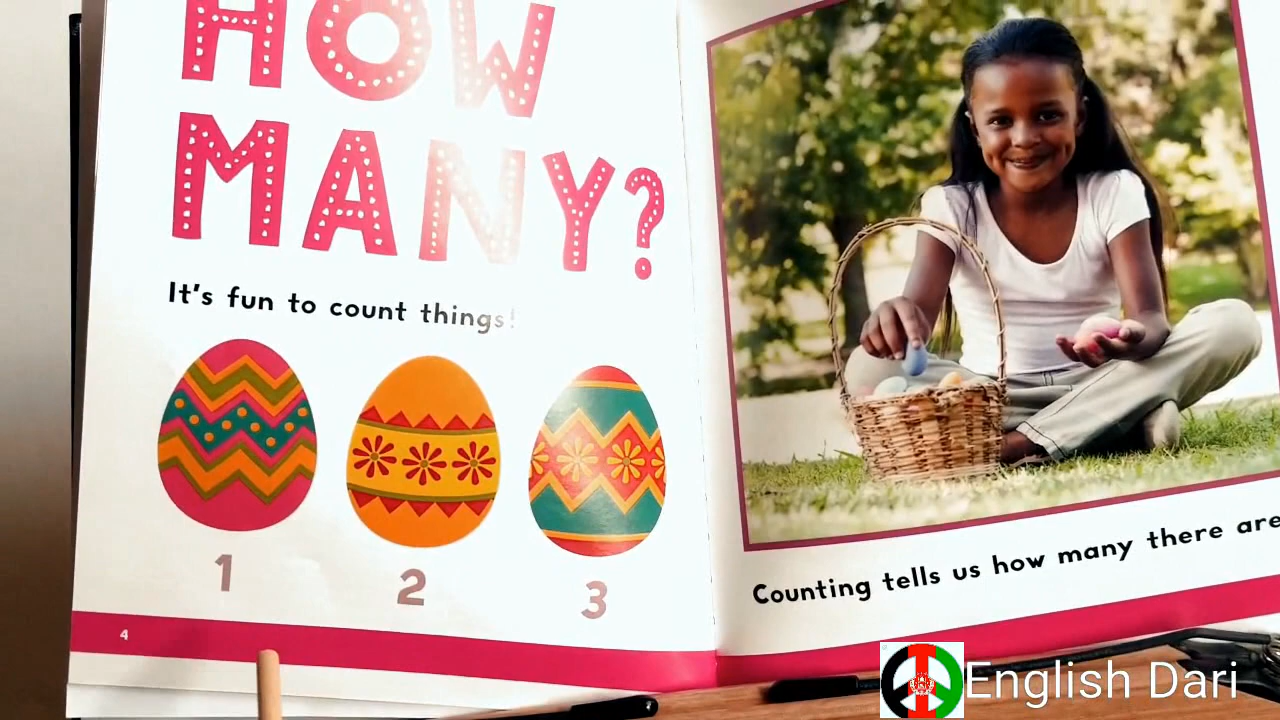 HOW
MANY?
It's fun to count things!
1 2 3
4
Counting tells us how many there are
English Dari